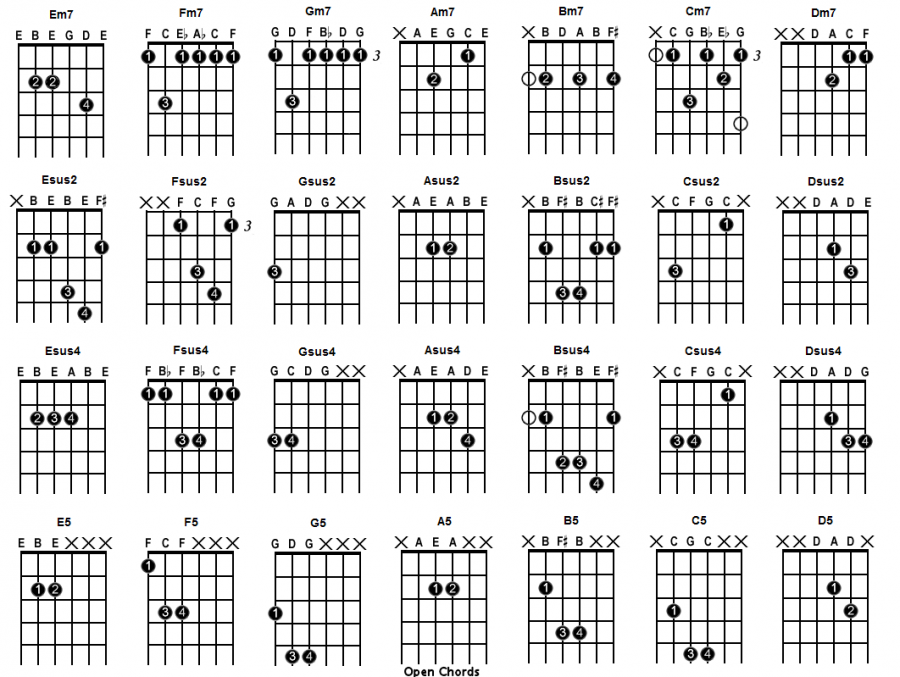 Em7 Fm7 Gm7 Am7 Bm7 Cm7 Dm7
E B E G D E F C E♭ A♭ C F G D F B♭ D G X A E G C E X B D A B F♯ X C G B♭ E♭ G X X D A C F
1 1 1 1 1 1 1 1 1 1 3 1 1 1 1 3 1 1
2 2 2 2 3 4 2 2
4 3 3 3
Esus2 Fsus2 Gsus2 Asus2 Bsus2 Csus2 Dsus2
X B E B E F♯ X X F C F G G A D G X X X A E A B E X B F♯ B C♯ F♯ X C F G C X X X D A D E
1 1 3 1
1 1 1 1 2 1 1 1 1
3 3 3 3
3 4 3 4
4
Esus4 Fsus4 Gsus4 Asus4 Bsus4 Csus4 Dsus4
E B E A B E F B♭ F B♭ C F G C D G X X X A E A D E X B F♯ B E F♯ X C F G C X X X D A D G
1 1 1 1 1
2 3 4 1 2 1 1 1
3 4 3 4 4 3 4 3 4
2 3
4
E5 F5 G5 A5 B5 C5 D5
E B E X X X F C F X X X G D G X X X X A E A X X X B F♯ B X X X C G C X X X X D A D X
1
1 2 1 2 1 1
3 4 1 1 2
3 4
3 4 3 4
Open Chords